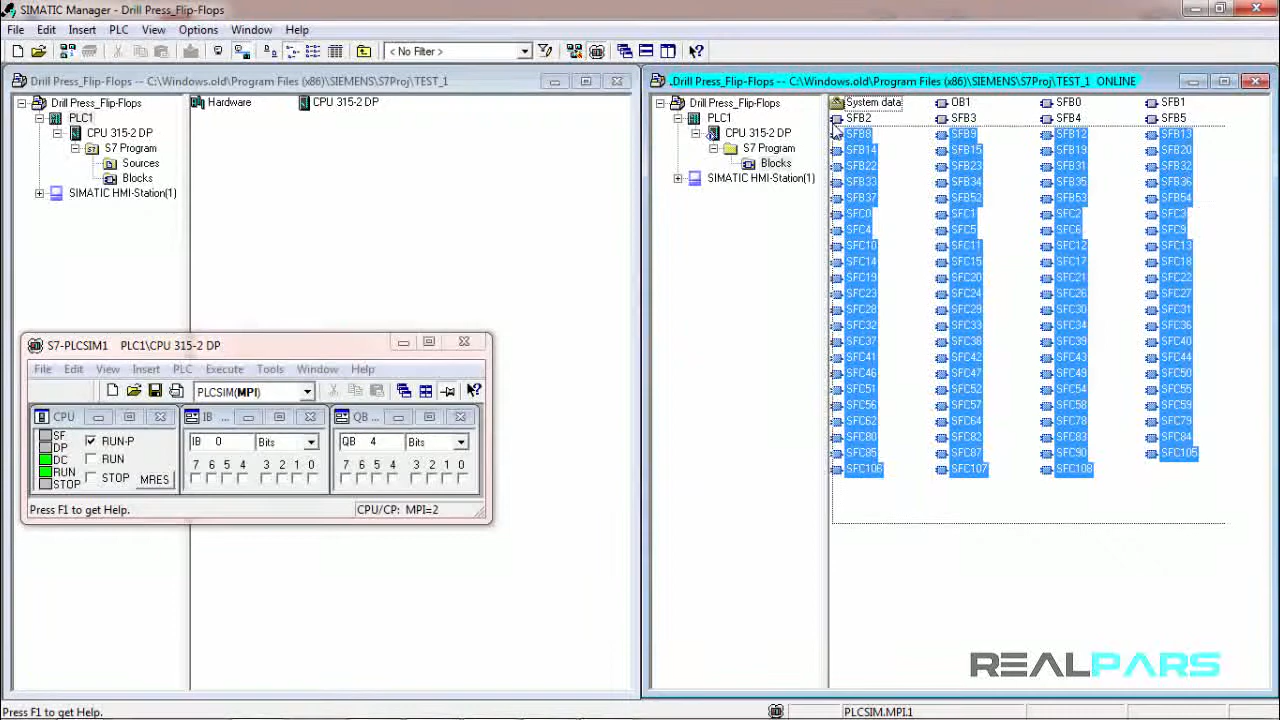 SIMATIC Manager - Drill Press_Flip-Flops
File Edit Insert PLC View Options Window Help
< No Filter >
Drill Press_Flip-Flops -- C:\Windows.old\Program Files (x86)\SIEMENS\S7Proj\TEST_1
Drill Press_Flip-Flops
PLC1
CPU 315-2 DP
S7 Program
Sources
Blocks
SIMATIC HMI-Station(1)
Hardware CPU 315-2 DP
Drill Press_Flip-Flops -- C:\Windows.old\Program Files (x86)\SIEMENS\S7Proj\TEST_1 ONLINE
Drill Press_Flip-Flops
PLC1
CPU 315-2 DP
S7 Program
Blocks
SIMATIC HMI-Station(1)
System data OB1 SFB0 SFB1
SFB2 SFB3 SFB4 SFB5
SFB8 SFB9 SFB12 SFB13
SFB14 SFB15 SFB19 SFB20
SFB22 SFB23 SFB31 SFB32
SFB33 SFB34 SFB35 SFB36
SFB37 SFB52 SFB53 SFB54
SFC0 SFC1 SFC2 SFC3
SFC4 SFC5 SFC6 SFC9
SFC10 SFC11 SFC12 SFC13
SFC14 SFC15 SFC17 SFC18
SFC19 SFC20 SFC21 SFC22
SFC23 SFC24 SFC26 SFC27
SFC28 SFC29 SFC30 SFC31
SFC32 SFC33 SFC34 SFC36
SFC37 SFC38 SFC39 SFC40
SFC41 SFC42 SFC43 SFC44
SFC46 SFC47 SFC49 SFC50
SFC51 SFC52 SFC54 SFC55
SFC56 SFC57 SFC58 SFC59
SFC62 SFC64 SFC78 SFC79
SFC80 SFC82 SFC83 SFC84
SFC85 SFC87 SFC90 SFC105
SFC106 SFC107 SFC108
S7-PLCSIM1 PLC1\CPU 315-2 DP
File Edit View Insert PLC Execute Tools Window Help
PLCSIM(MPI)
CPU
SF
DP
DC
RUN
STOP
RUN-P
RUN
STOP
MRES
IB ...
IB 0 Bits
7 6 5 4 3 2 1 0
QB ...
QB 4 Bits
7 6 5 4 3 2 1 0
Press F1 to get Help. CPU/CP: MPI=2
REALPARS
Press F1 to get Help. PLCSIM.MPI.1